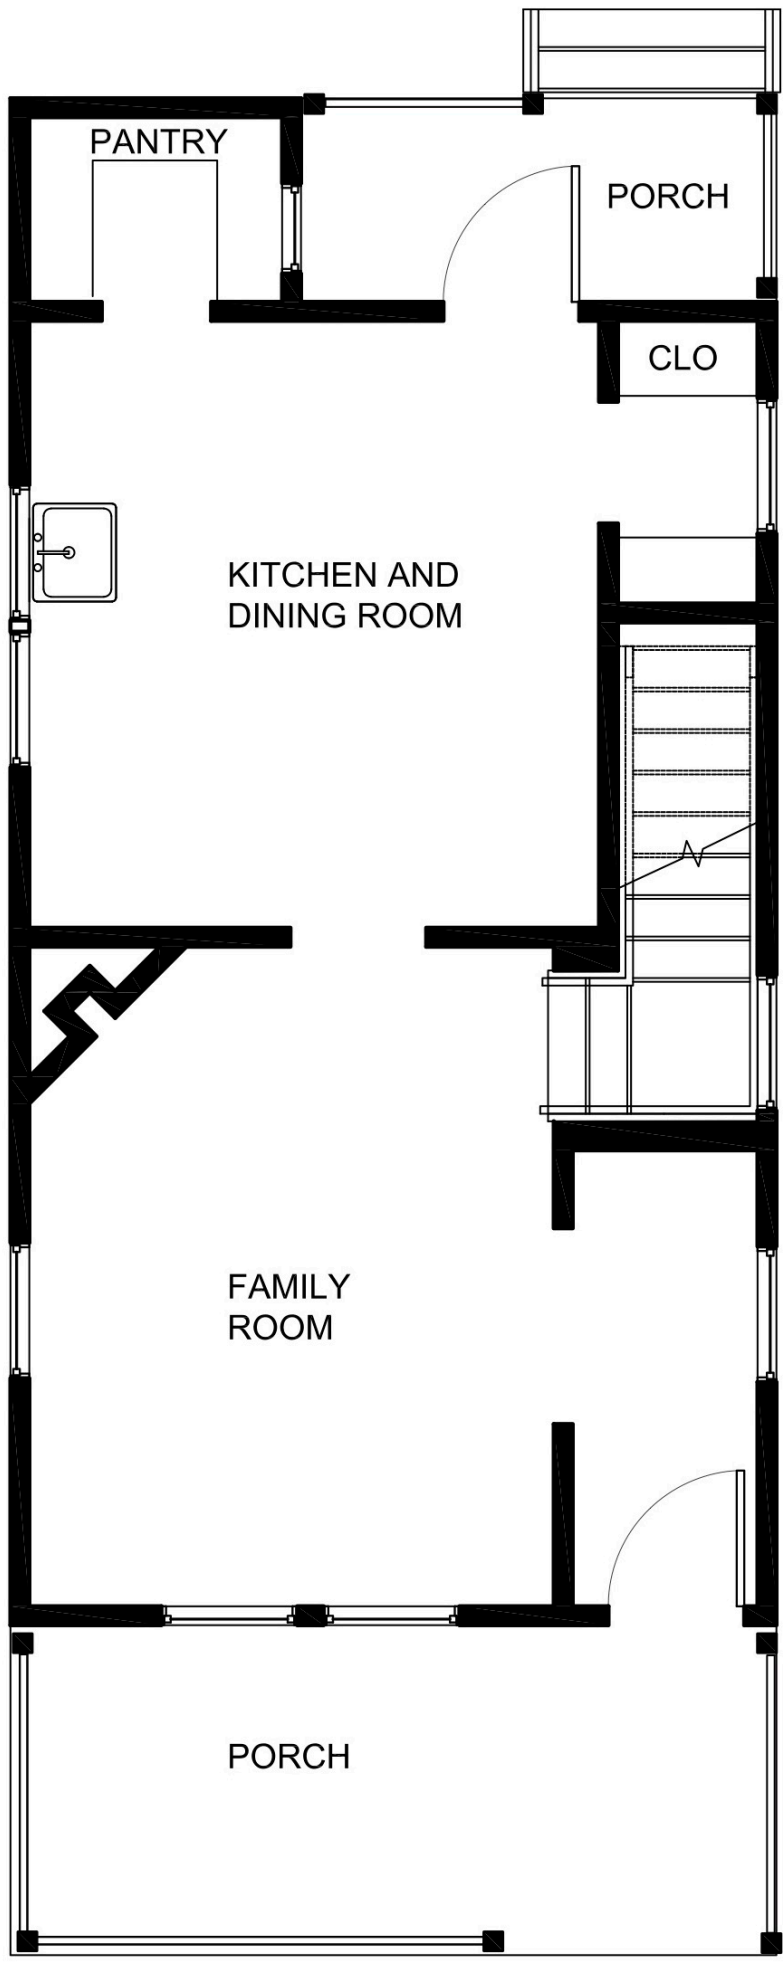 PANTRY
PORCH
CLO
KITCHEN AND
DINING ROOM
FAMILY
ROOM
PORCH